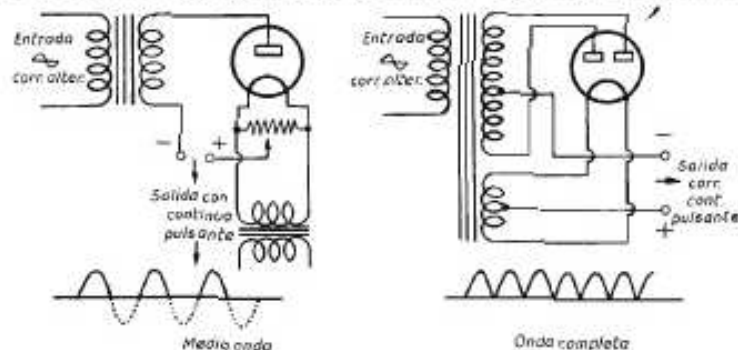 Entrada
corr. alter.
- +
Salida con
continua
pulsante
Media onda
Entrada
corr. alter.
-
Salida
corr.
cont.
pulsante
+
Onda completa